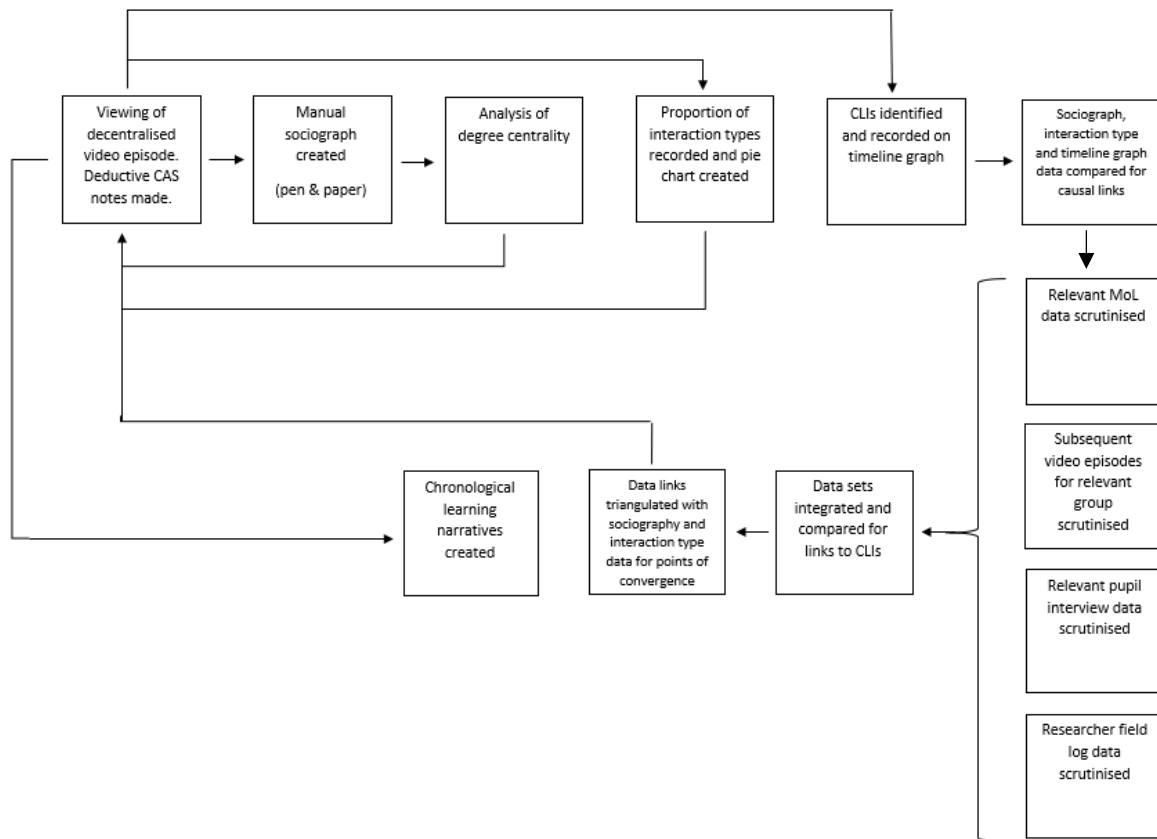 Viewing of
decentralised
video episode.
Deductive CAS
notes made.
Manual
sociograph
created
(pen & paper)
Analysis of
degree centrality
Proportion of
interaction types
recorded and pie
chart created
CLIs identified
and recorded on
timeline graph
Sociograph,
interaction type
and timeline graph
data compared for
causal links
Relevant MoL
data scrutinised
Subsequent
video episodes
for relevant
group
scrutinised
Chronological
learning
narratives
created
Data links
triangulated with
sociography and
interaction type
data for points of
convergence
Data sets
integrated and
compared for
links to CLIs
Relevant pupil
interview data
scrutinised
Researcher field
log data
scrutinised